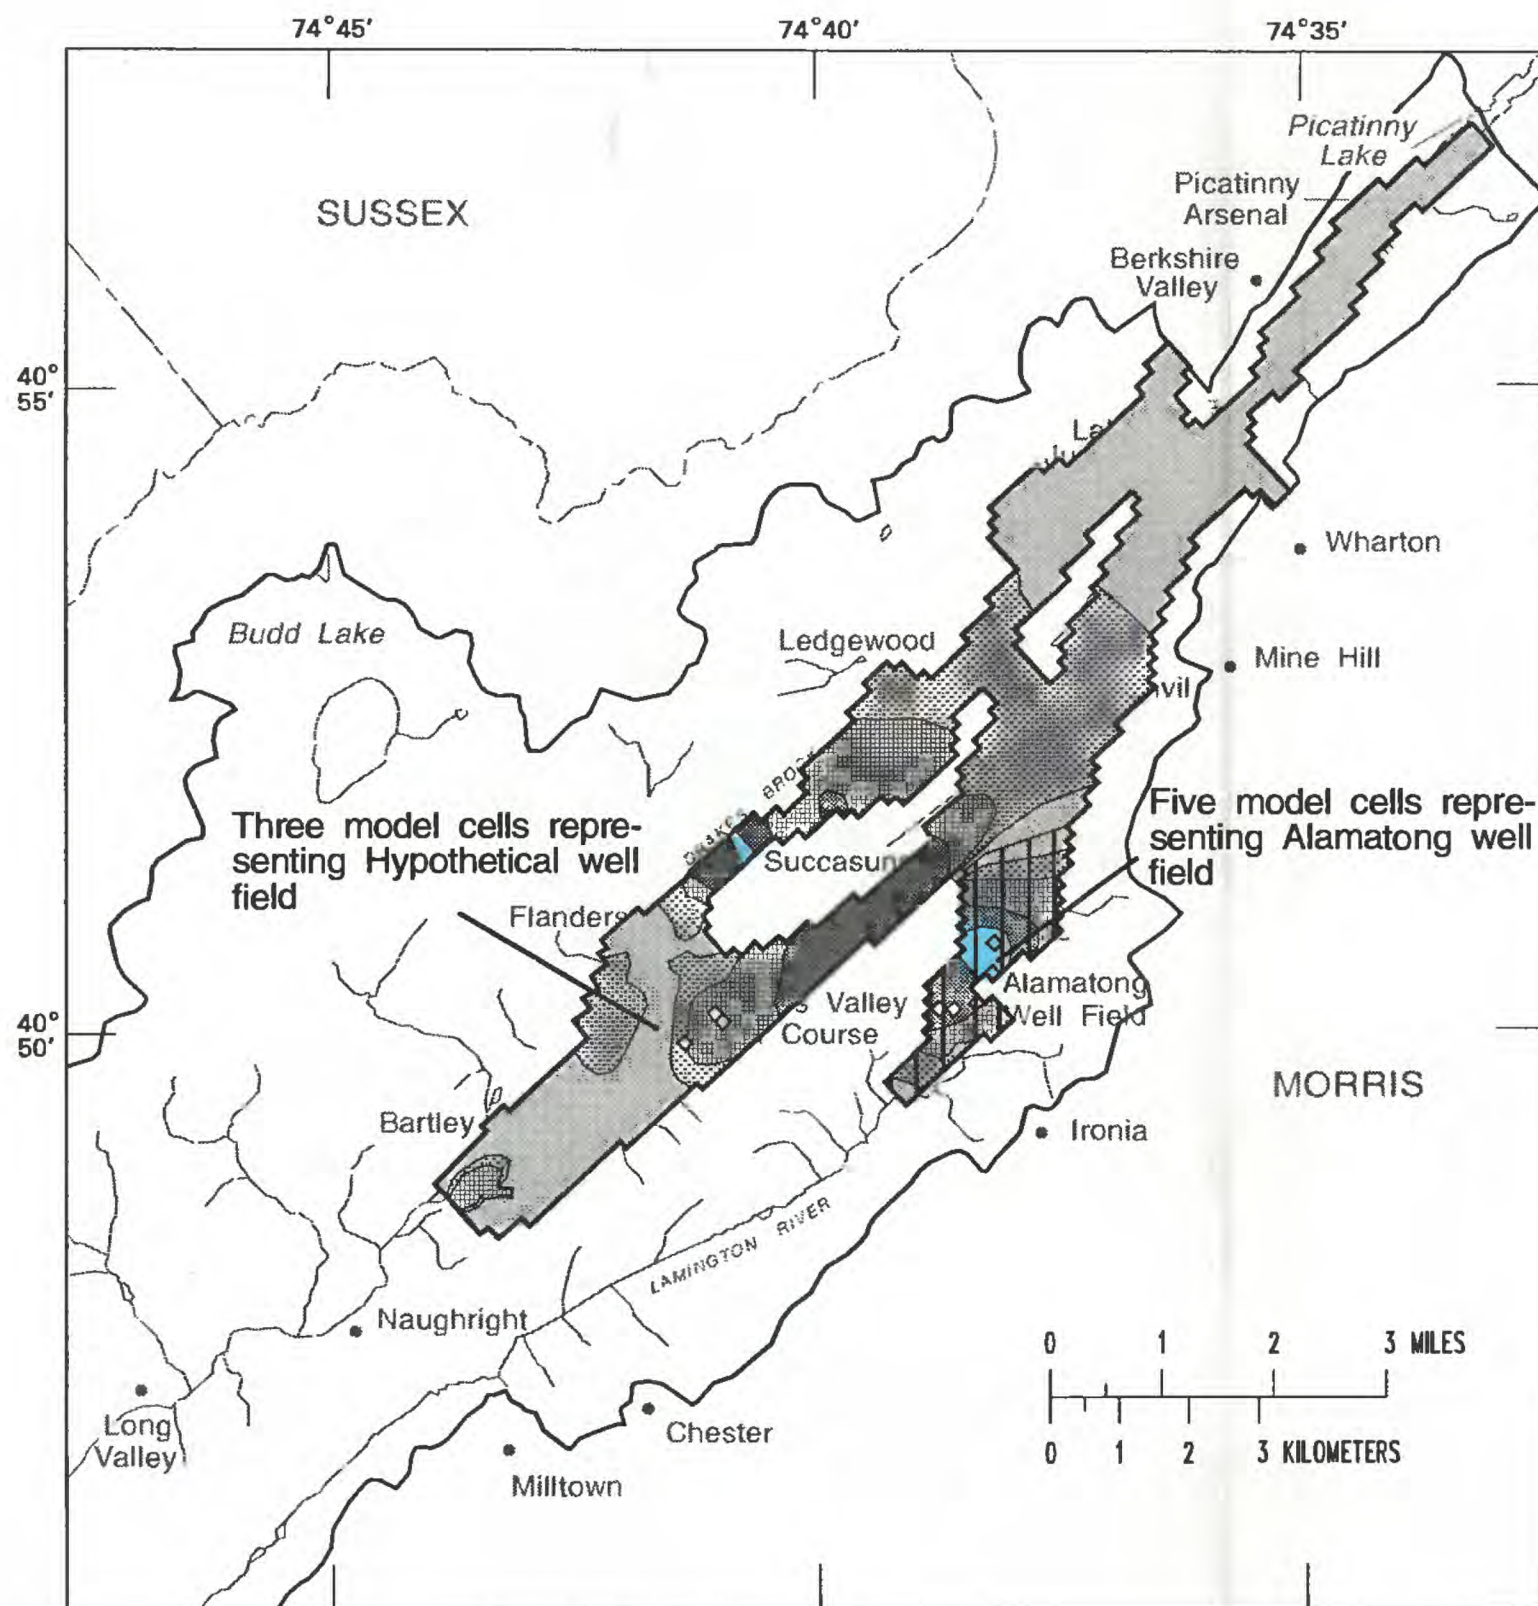 74°45′ 74°40′ 74°35′
Picatinny
Lake
SUSSEX
Picatinny
Arsenal
Berkshire
Valley
40°
55′
Wharton
Budd Lake
Ledgewood
Mine Hill
BROOK
Three model cells repre-
senting Hypothetical well
field
Five model cells repre-
senting Alamatong well
field
DRAKES
Succasun
Flanders
Alamatong
Well Field
Valley
Course
40°
50′
MORRIS
Bartley
Ironia
LAMINGTON RIVER
Naughright
0 1 2 3 MILES
0 1 2 3 KILOMETERS
Long
Valley
Chester
Milltown